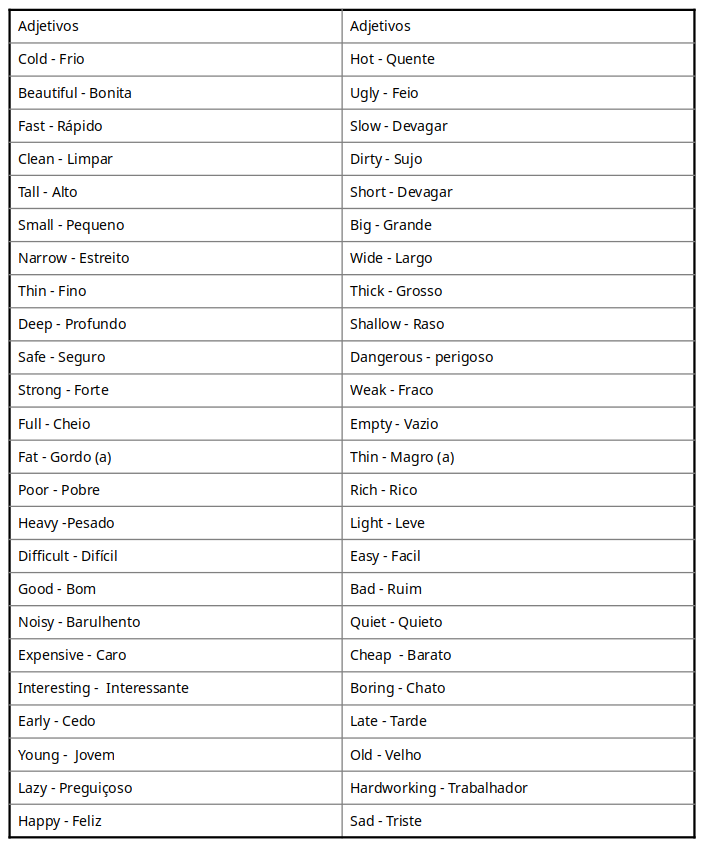 Adjetivos	Adjetivos
Cold - Frio	Hot - Quente
Beautiful - Bonita	Ugly - Feio
Fast - Rápido	Slow - Devagar
Clean - Limpar	Dirty - Sujo
Tall - Alto	Short - Devagar
Small - Pequeno	Big - Grande
Narrow - Estreito	Wide - Largo
Thin - Fino	Thick - Grosso
Deep - Profundo	Shallow - Raso
Safe - Seguro	Dangerous - perigoso
Strong - Forte	Weak - Fraco
Full - Cheio	Empty - Vazio
Fat - Gordo (a)	Thin - Magro (a)
Poor - Pobre	Rich - Rico
Heavy -Pesado	Light - Leve
Difficult - Difícil	Easy - Facil
Good - Bom	Bad - Ruim
Noisy - Barulhento	Quiet - Quieto
Expensive - Caro	Cheap  - Barato
Interesting -  Interessante	Boring - Chato
Early - Cedo	Late - Tarde
Young -  Jovem	Old - Velho
Lazy - Preguiçoso	Hardworking - Trabalhador
Happy - Feliz	Sad - Triste